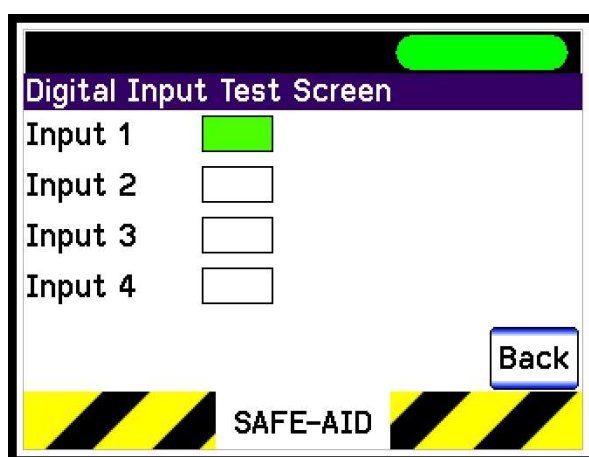 Digital Input Test Screen
Input 1
Input 2
Input 3
Input 4
Back
SAFE-AID